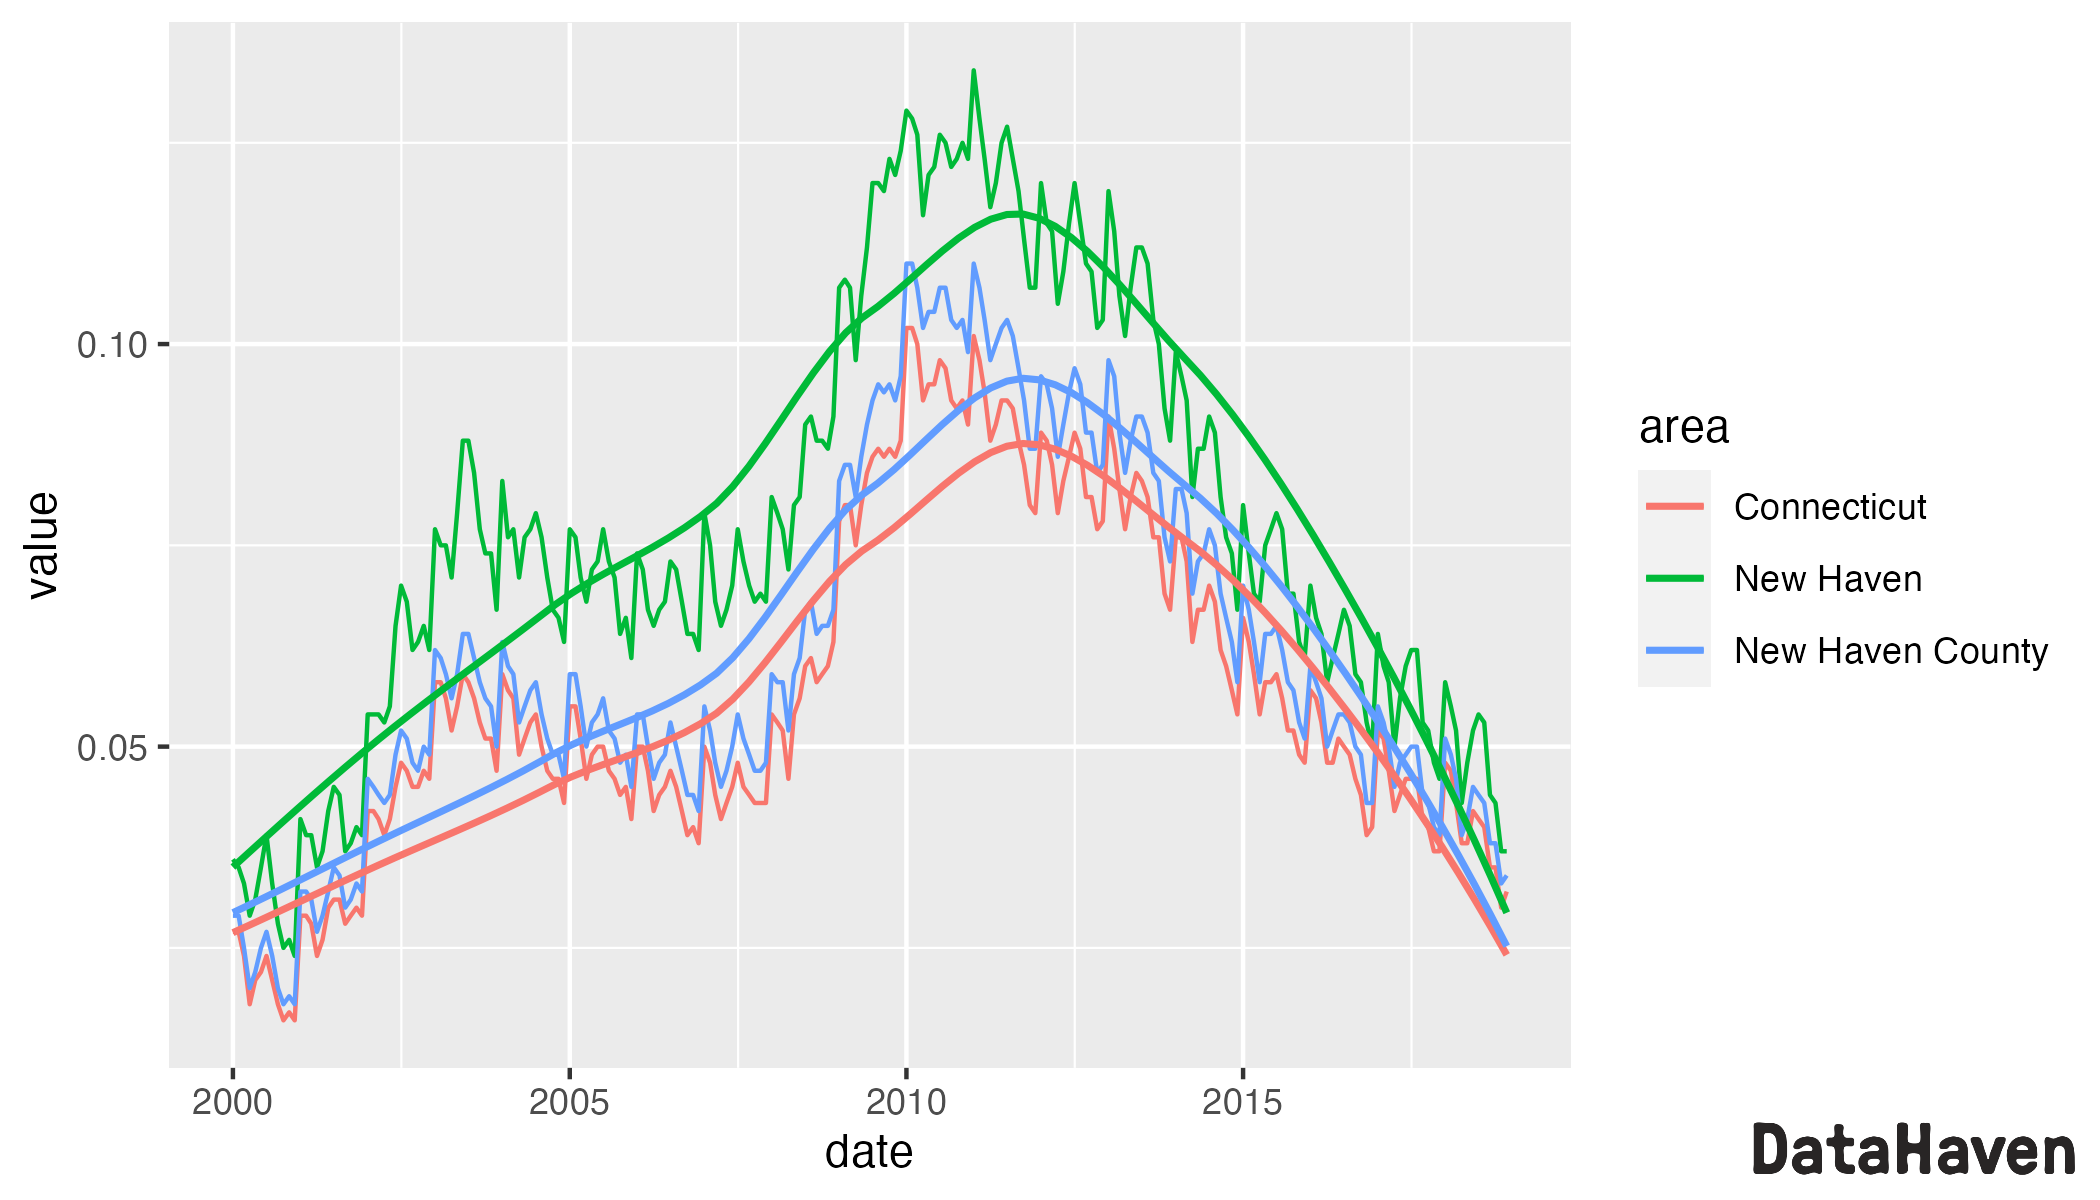 value
0.10
0.05
2000
2005
2010
2015
date
area
Connecticut
New Haven
New Haven County
DataHaven